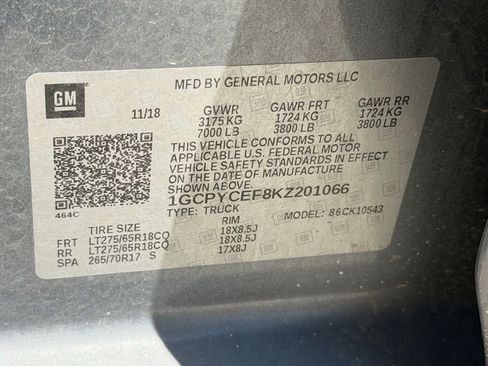 GM
MFD BY GENERAL MOTORS LLC
11/18 GVWR GAWR FRT GAWR RR
3175 KG 1724 KG 1724 KG
7000 LB 3800 LB 3800 LB
THIS VEHICLE CONFORMS TO ALL
APPLICABLE U.S. FEDERAL MOTOR
VEHICLE SAFETY STANDARDS IN EFFECT
ON THE DATE OF MANUFACTURE
SHOWN ABOVE.
1GCPYCEF8KZ201066
464C TYPE: TRUCK MODEL: 86CK10543
TIRE SIZE RIM
FRT LT275/65R18CO 18X8.5J
RR LT275/65R18CO 18X8.5J
SPA 265/70R17 S 17X8J